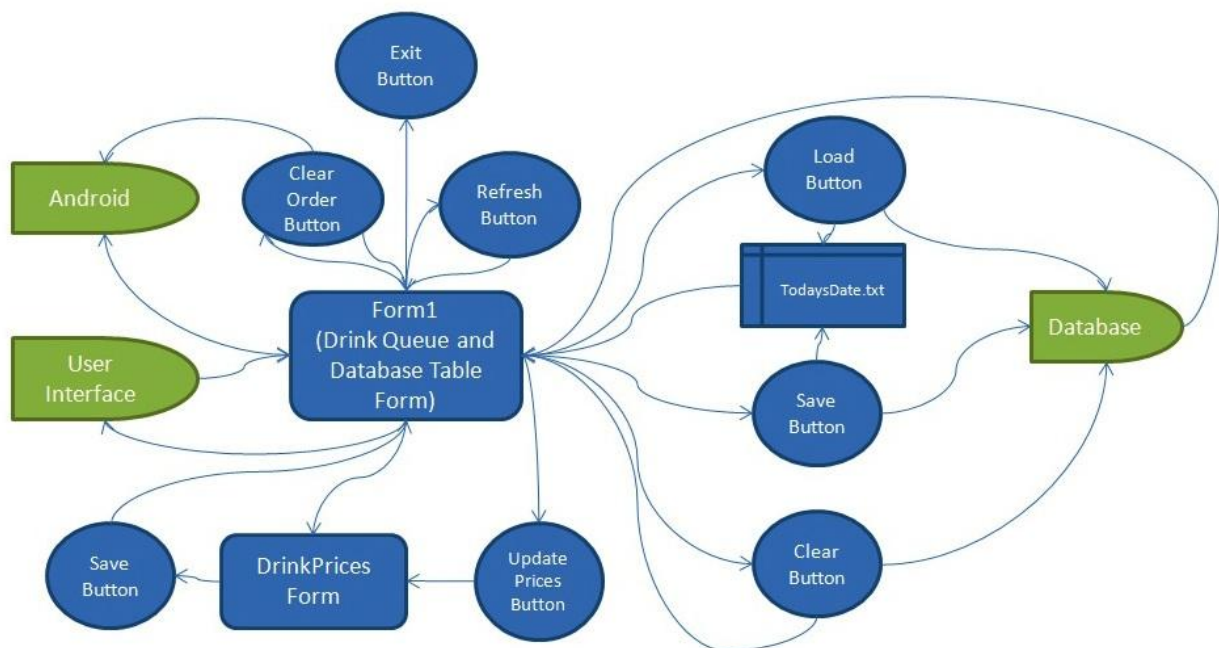 Exit
Button
Android
Clear
Order
Button
Refresh
Button
Load
Button
TodaysDate.txt
Form1
(Drink Queue and
Database Table
Form)
Database
User
Interface
Save
Button
Save
Button
DrinkPrices
Form
Update
Prices
Button
Clear
Button